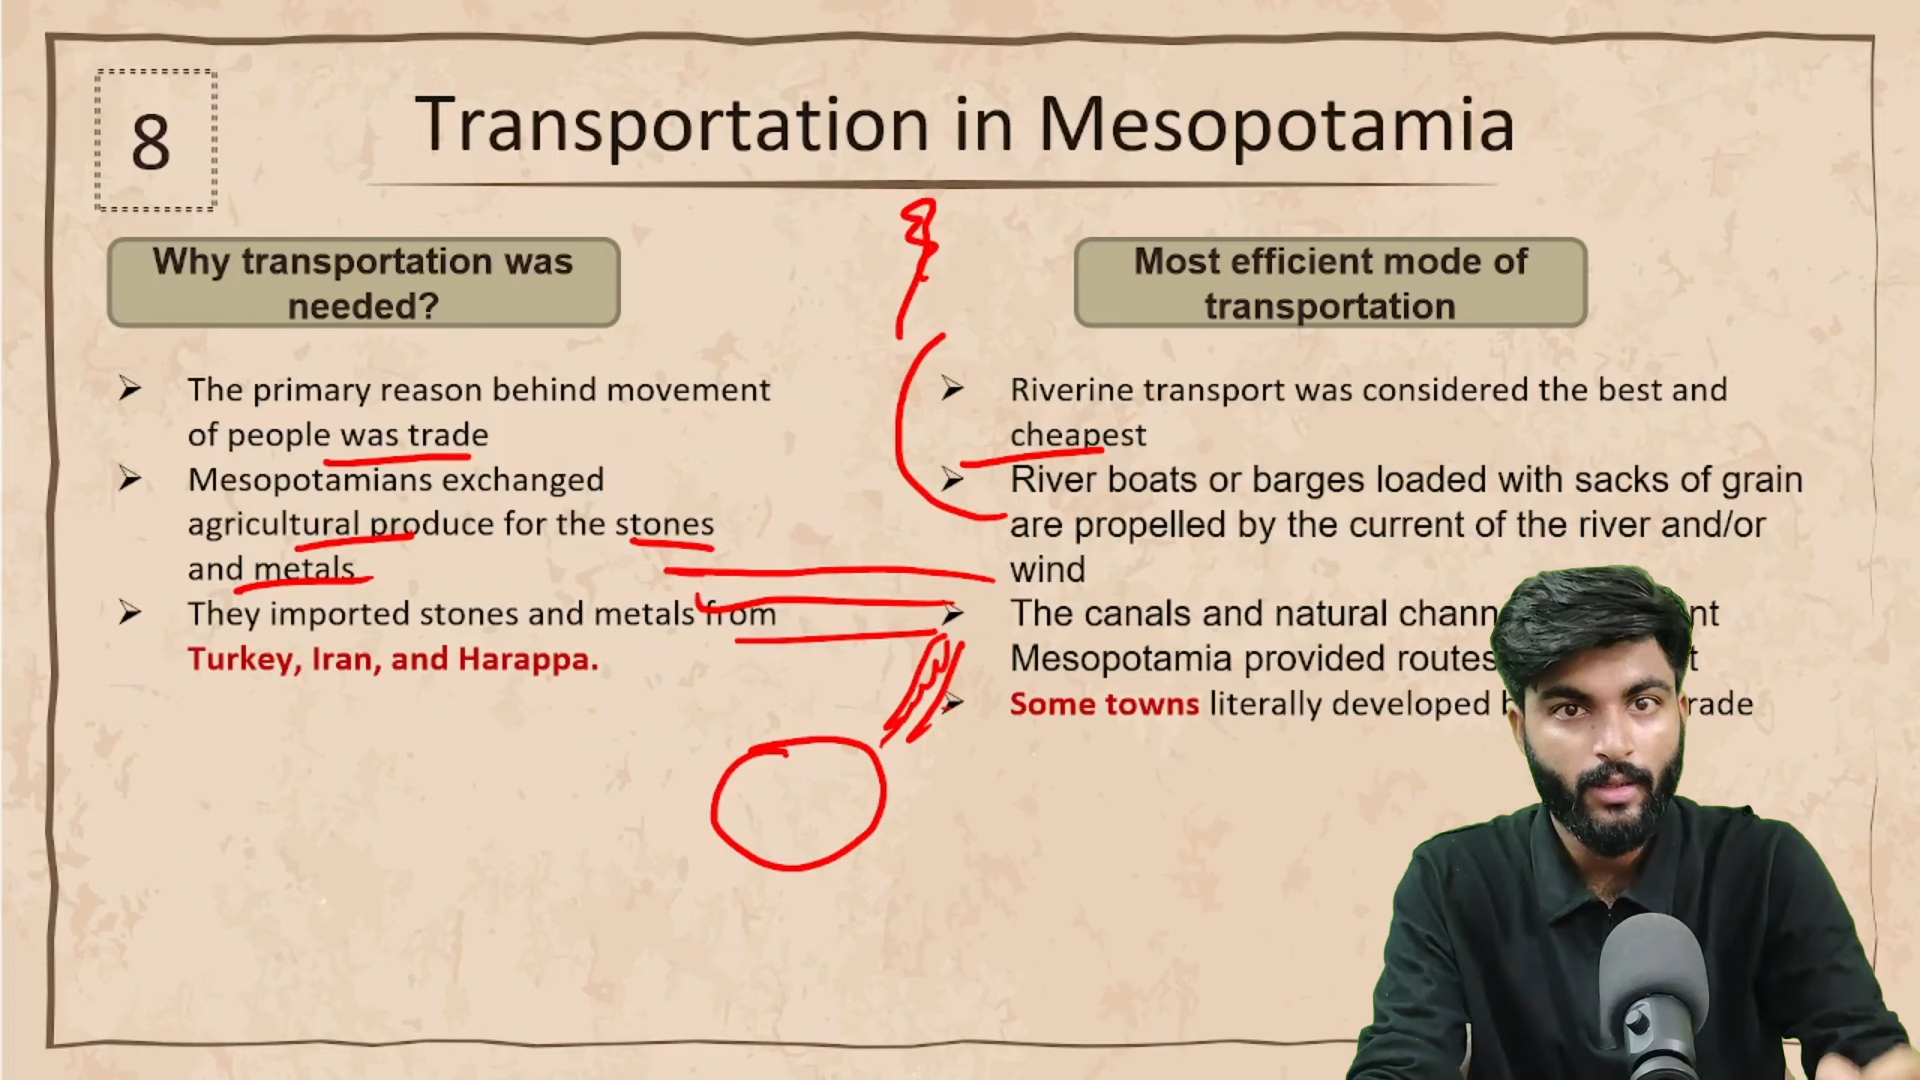 8
Transportation in Mesopotamia
Why transportation was
needed?
The primary reason behind movement
of people was trade
Mesopotamians exchanged
agricultural produce for the stones
and metals
They imported stones and metals from
Turkey, Iran, and Harappa.
Most efficient mode of
transportation
Riverine transport was considered the best and
cheapest
River boats or barges loaded with sacks of grain
are propelled by the current of the river and/or
wind
The canals and natural
Mesopotamia provided routes
Some towns literally developed